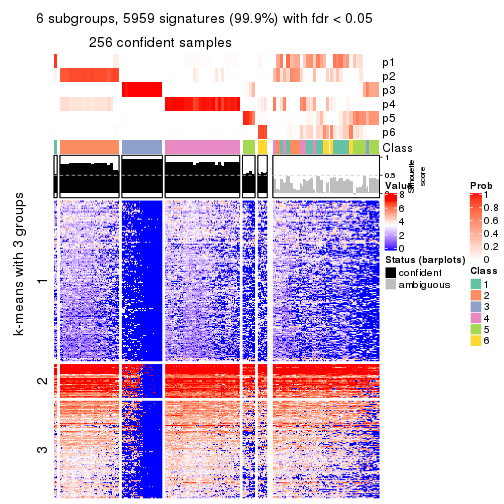 6 subgroups, 5959 signatures (99.9%) with fdr < 0.05
256 confident samples
p1
p2
p3
p4
p5
p6
Class
1
0.5
0
Silhouette
score
k-means with 3 groups
1
2
3
Value
8
6
4
2
0
Status (barplots)
confident
ambiguous
Prob
1
0.8
0.6
0.4
0.2
0
Class
1
2
3
4
5
6